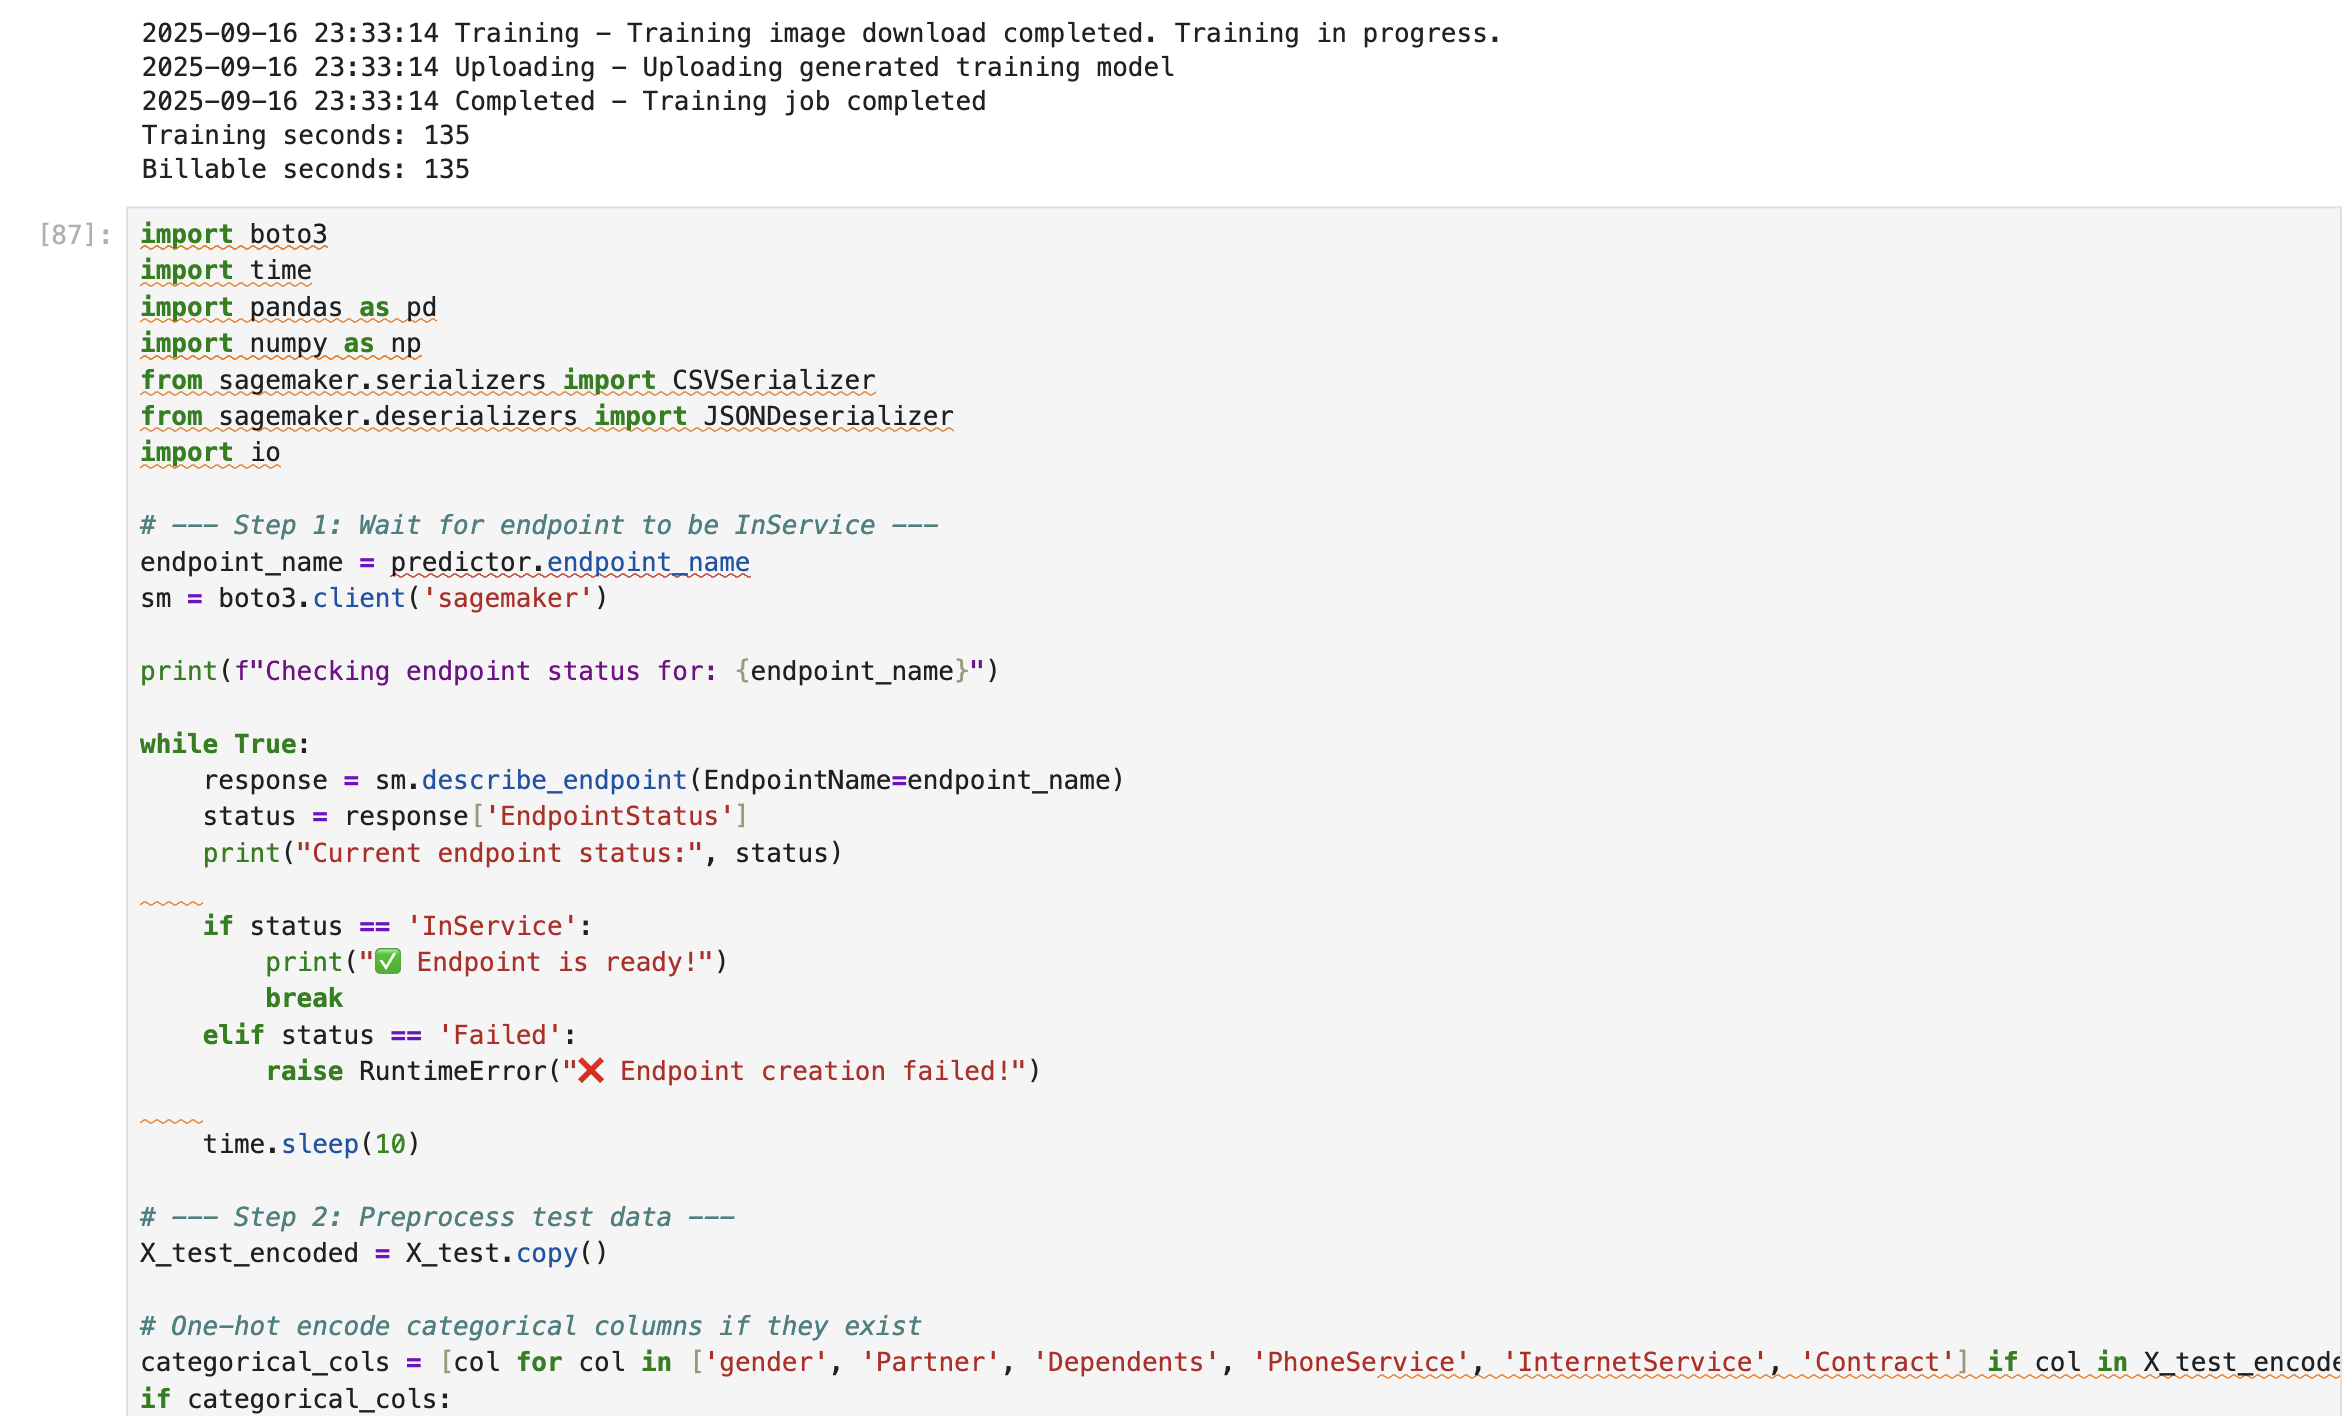 2025-09-16 23:33:14 Training - Training image download completed. Training in progress.
2025-09-16 23:33:14 Uploading - Uploading generated training model
2025-09-16 23:33:14 Completed - Training job completed
Training seconds: 135
Billable seconds: 135
[87]:
import boto3
import time
import pandas as pd
import numpy as np
from sagemaker.serializers import CSVSerializer
from sagemaker.deserializers import JSONDeserializer
import io
# --- Step 1: Wait for endpoint to be InService ---
endpoint_name = predictor.endpoint_name
sm = boto3.client('sagemaker')
print(f"Checking endpoint status for: {endpoint_name}")
while True:
    response = sm.describe_endpoint(EndpointName=endpoint_name)
    status = response['EndpointStatus']
    print("Current endpoint status:", status)
    if status == 'InService':
        print("✅ Endpoint is ready!")
        break
    elif status == 'Failed':
        raise RuntimeError("❌ Endpoint creation failed!")
    time.sleep(10)
# --- Step 2: Preprocess test data ---
X_test_encoded = X_test.copy()
# One-hot encode categorical columns if they exist
categorical_cols = [col for col in ['gender', 'Partner', 'Dependents', 'PhoneService', 'InternetService', 'Contract'] if col in X_test_encode
if categorical_cols: